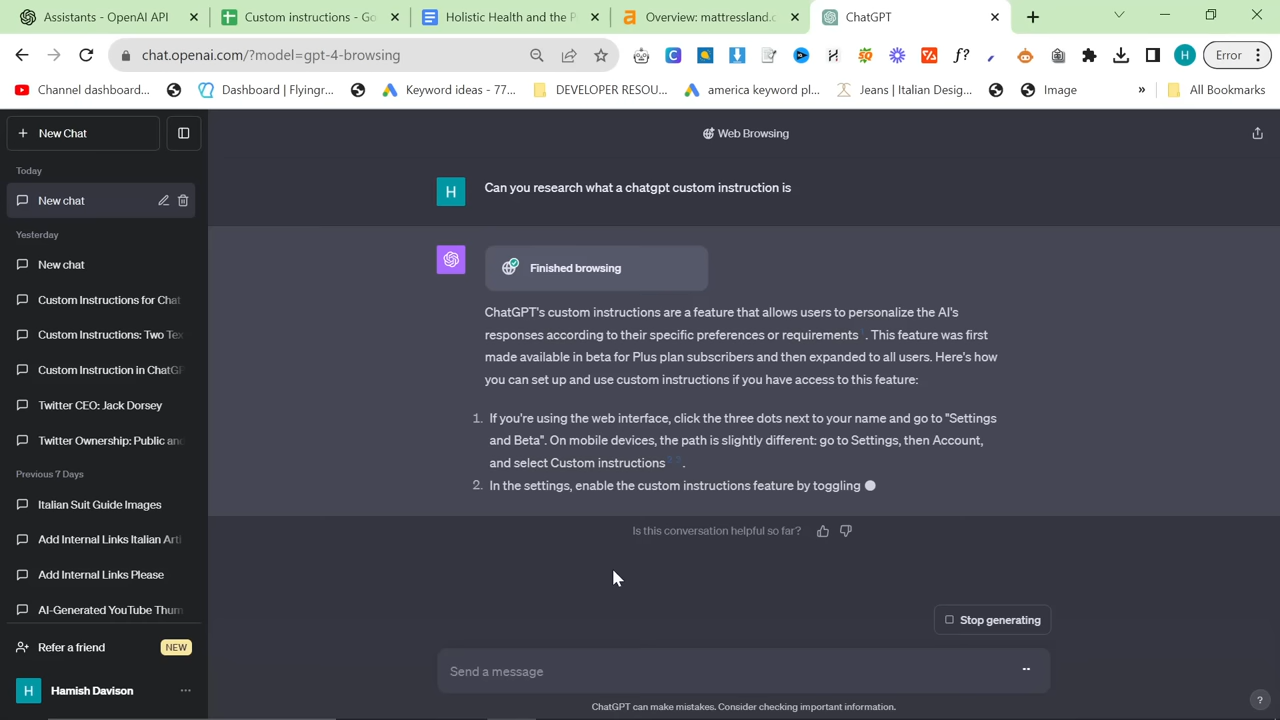 Assistants - OpenAI API
Custom instructions - Go
Holistic Health and the P
Overview: mattressland.c
ChatGPT
chat.openai.com/?model=gpt-4-browsing
Error
Channel dashboard...
Dashboard | Flyingr...
Keyword ideas - 77...
DEVELOPER RESOU...
america keyword pl...
Jeans | Italian Desig...
Image
»
All Bookmarks
New Chat
Web Browsing
Today
New chat
Yesterday
New chat
Custom Instructions for Chat
Custom Instructions: Two Tex
Custom Instruction in ChatGP
Twitter CEO: Jack Dorsey
Twitter Ownership: Public and
Previous 7 Days
Italian Suit Guide Images
Add Internal Links Italian Arti
Add Internal Links Please
AI-Generated YouTube Thum
Refer a friend
NEW
H
Hamish Davison
H
Can you research what a chatgpt custom instruction is
Finished browsing
ChatGPT's custom instructions are a feature that allows users to personalize the AI's
responses according to their specific preferences or requirements . This feature was first
made available in beta for Plus plan subscribers and then expanded to all users. Here's how
you can set up and use custom instructions if you have access to this feature:
1. If you're using the web interface, click the three dots next to your name and go to "Settings
and Beta". On mobile devices, the path is slightly different: go to Settings, then Account,
and select Custom instructions .
2. In the settings, enable the custom instructions feature by toggling
Is this conversation helpful so far?
Stop generating
Send a message
ChatGPT can make mistakes. Consider checking important information.
?